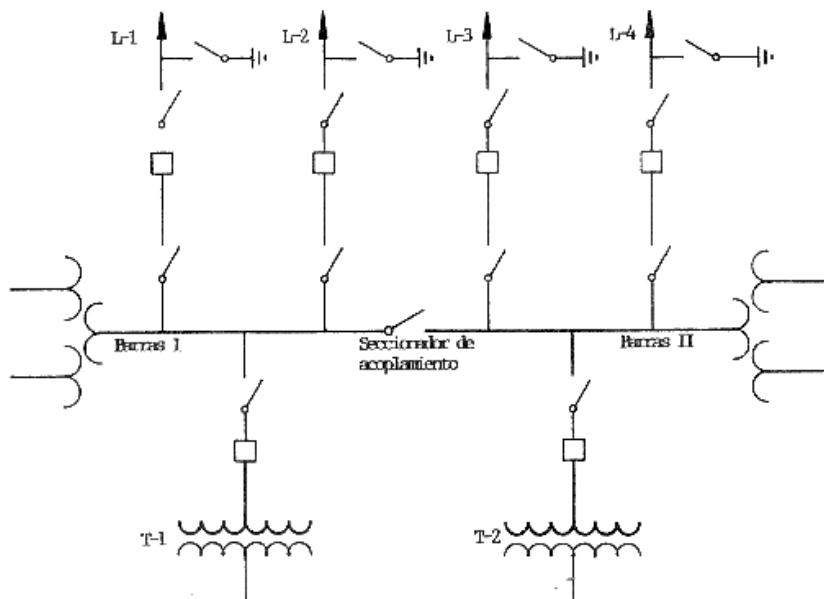 L-1
L-2
L-3
L-4
Barras I
Seccionador de
acoplamiento
Barras II
T-1
T-2